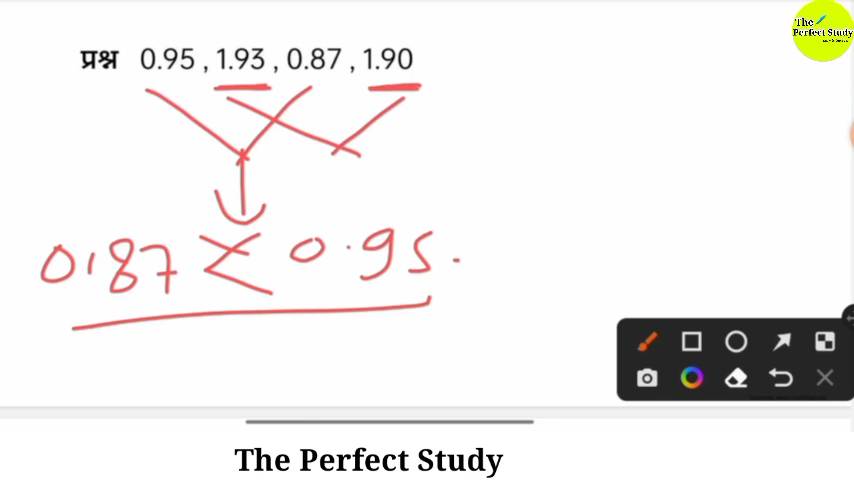 The
Perfect Study
प्रश्न 0.95 , 1.93 , 0.87 , 1.90
0.87 < 0.95.
The Perfect Study